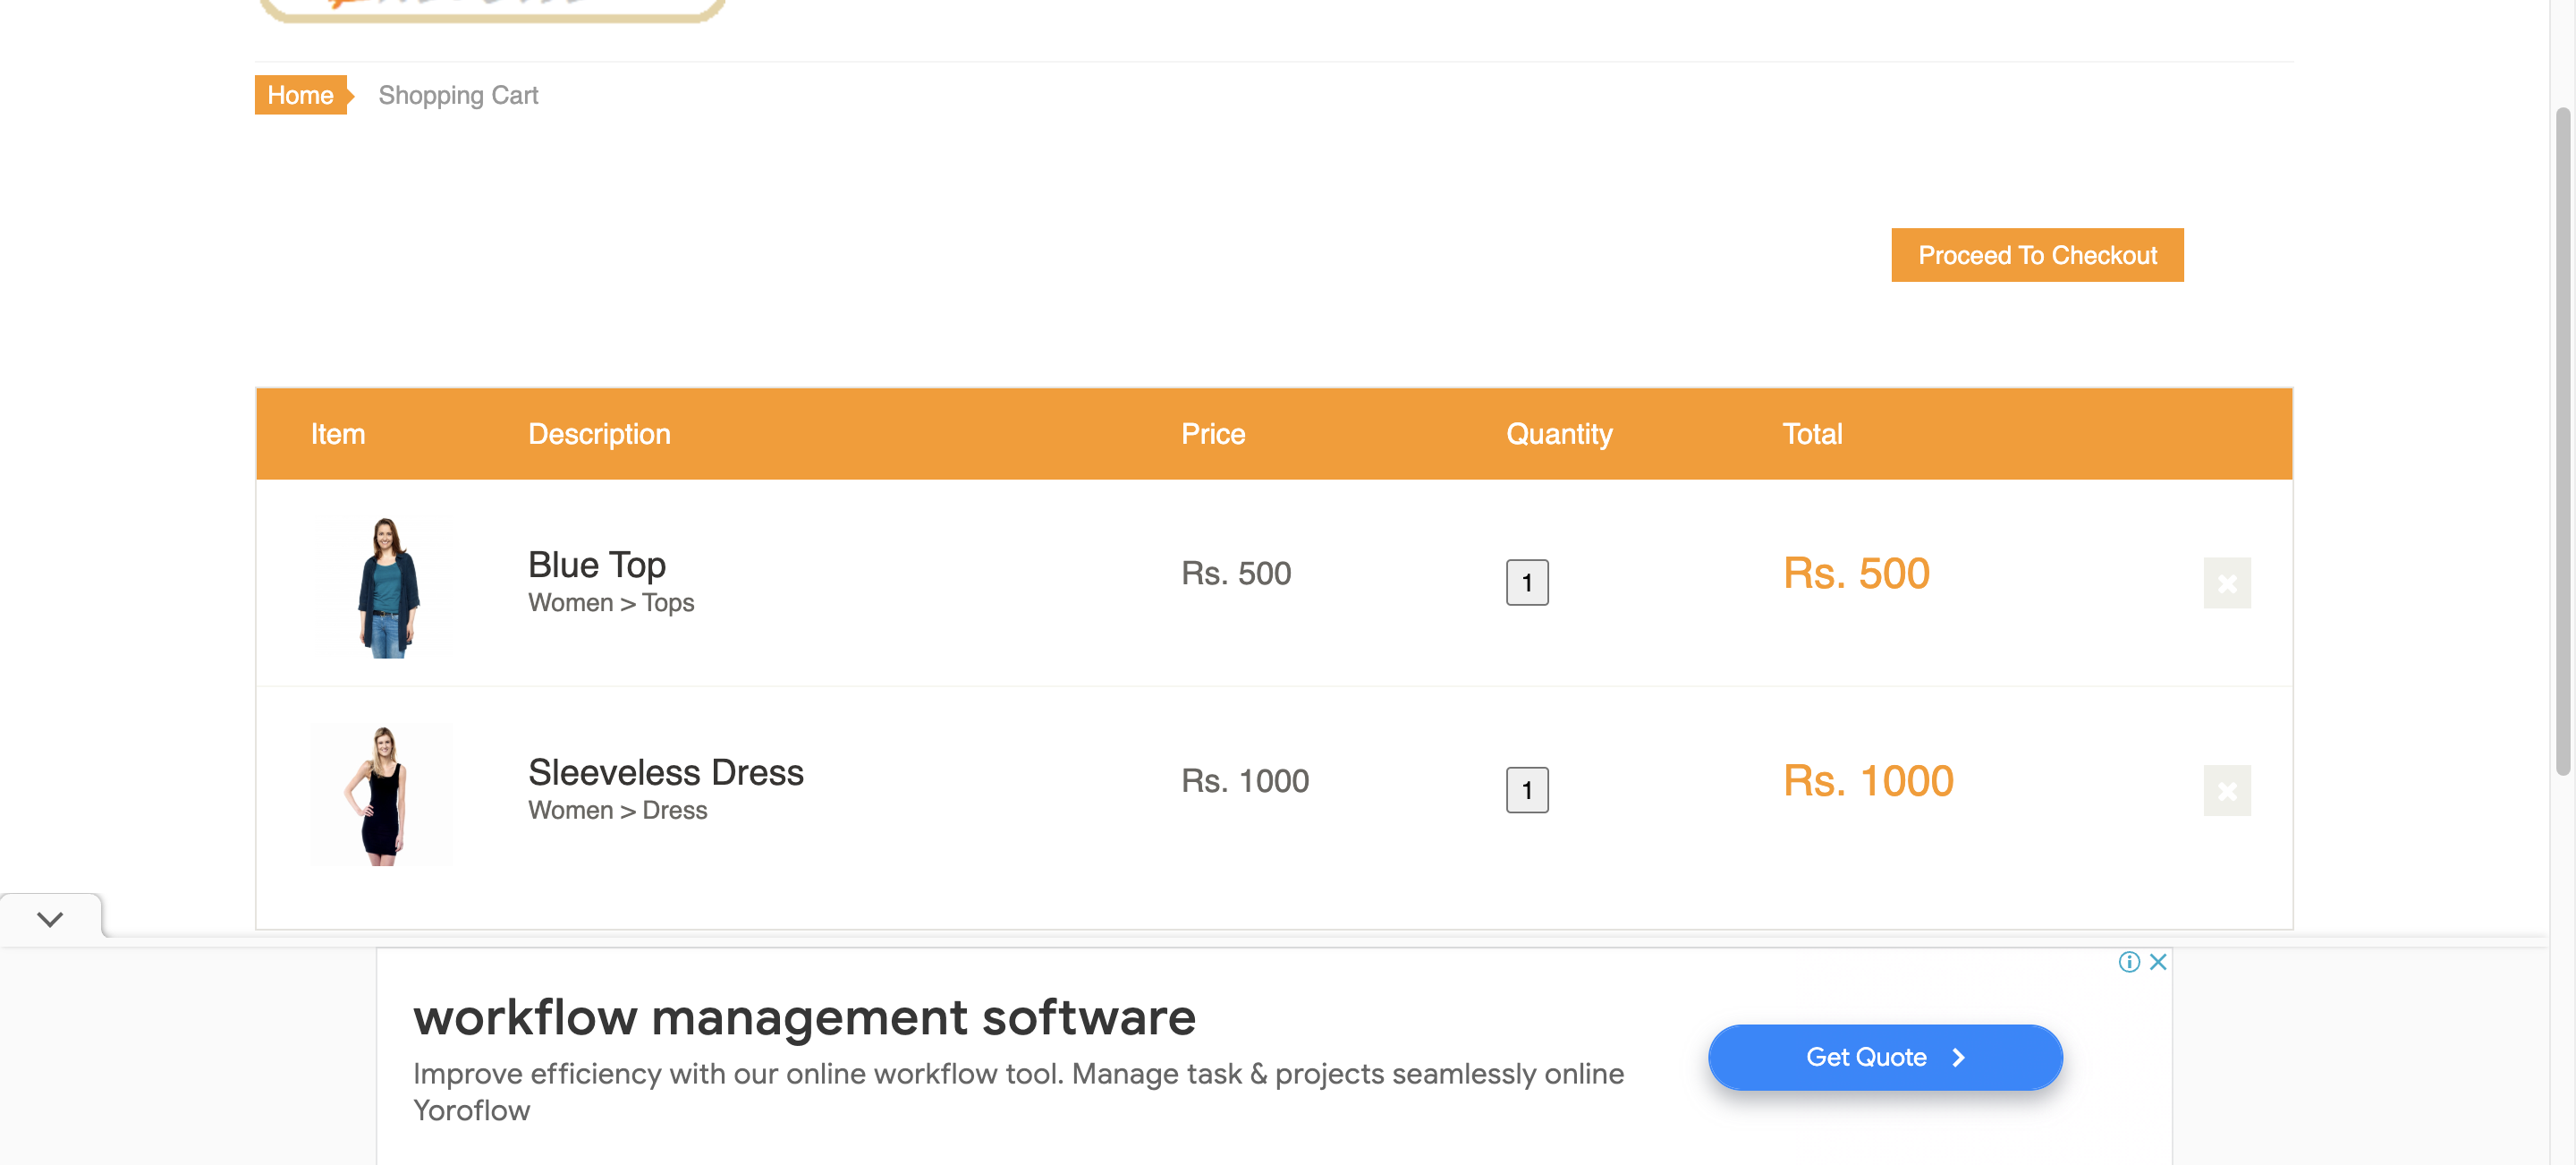 Home Shopping Cart
Proceed To Checkout
Item Description Price Quantity Total
Blue Top
Women > Tops
Rs. 500 1 Rs. 500
Sleeveless Dress
Women > Dress
Rs. 1000 1 Rs. 1000
workflow management software
Improve efficiency with our online workflow tool. Manage task & projects seamlessly online
Yoroflow
Get Quote